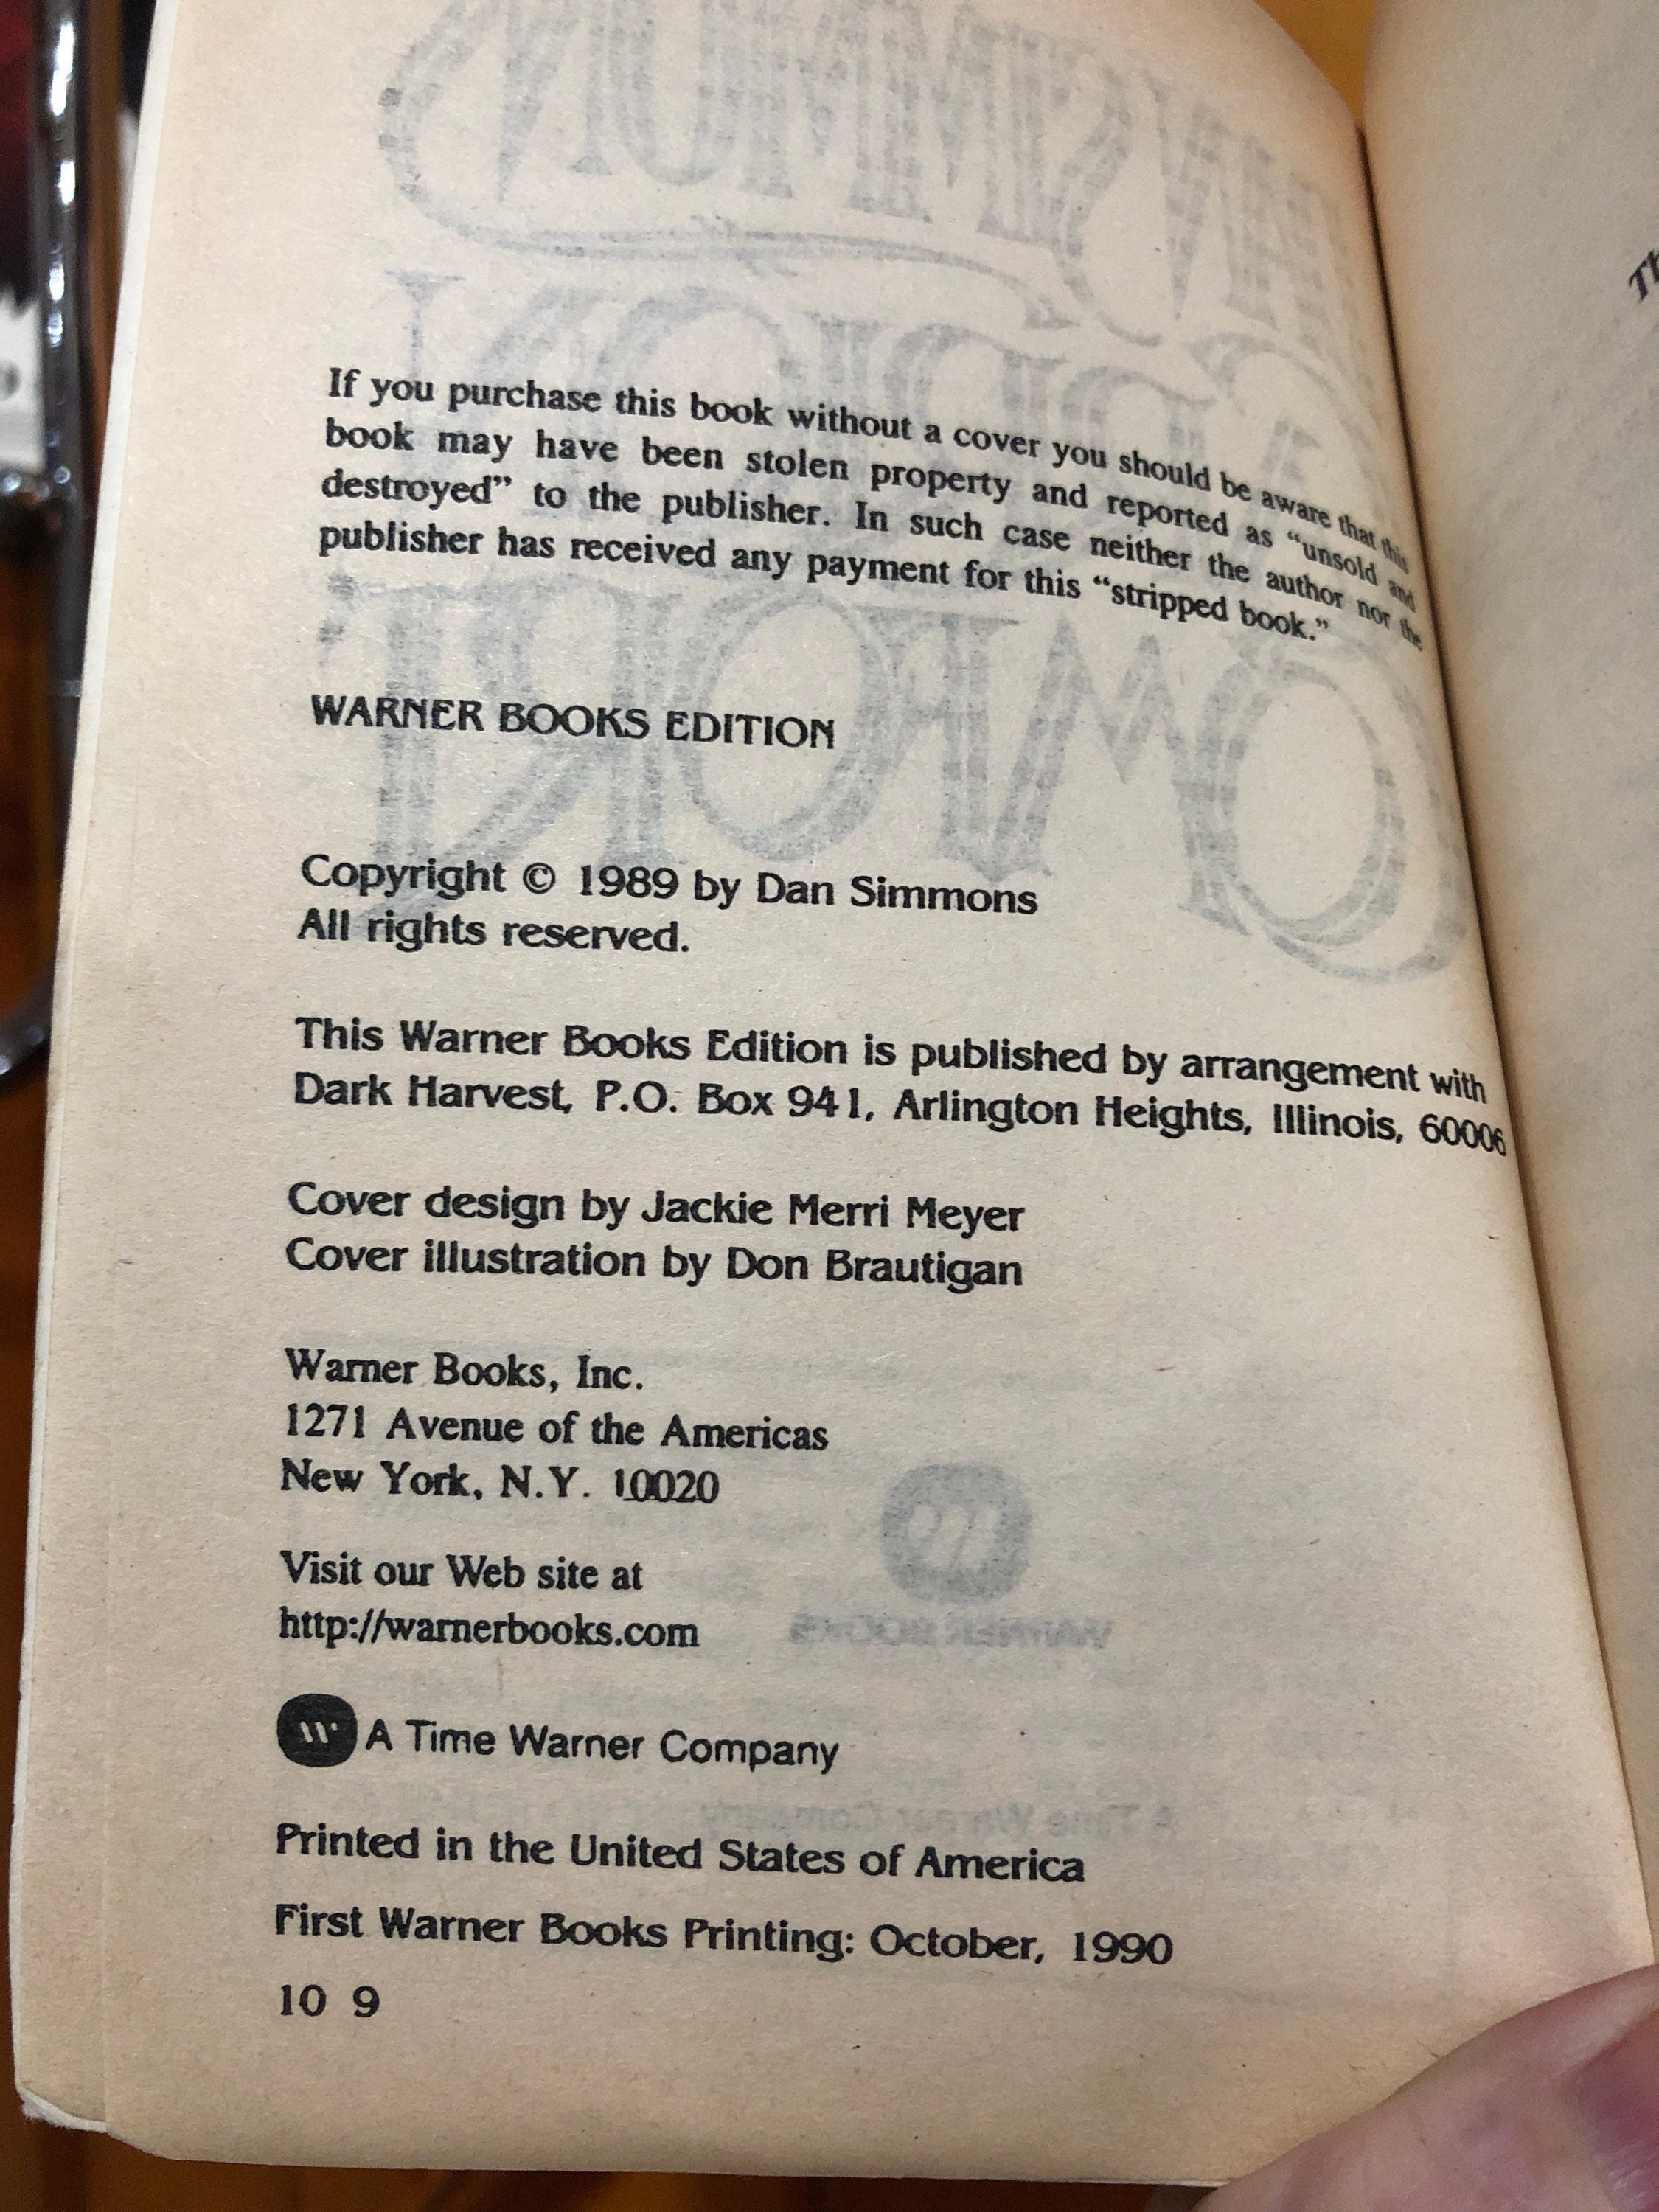 If you purchase this book without a cover you should be aware that this
book may have been stolen property and reported as “unsold and
destroyed” to the publisher. In such case neither the author nor the
publisher has received any payment for this “stripped book.”
WARNER BOOKS EDITION
Copyright © 1989 by Dan Simmons
All rights reserved.
This Warner Books Edition is published by arrangement with
Dark Harvest, P.O. Box 941, Arlington Heights, Illinois, 60006
Cover design by Jackie Merri Meyer
Cover illustration by Don Brautigan
Warner Books, Inc.
1271 Avenue of the Americas
New York, N.Y. 10020
Visit our Web site at
http://warnerbooks.com
A Time Warner Company
Printed in the United States of America
First Warner Books Printing: October, 1990
10 9